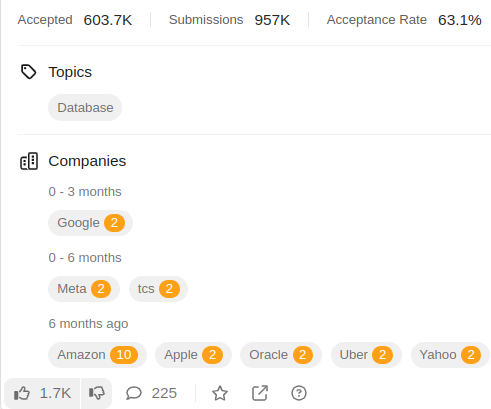 Accepted 603.7K Submissions 957K Acceptance Rate 63.1%
Topics
Database
Companies
0 - 3 months
Google 2
0 - 6 months
Meta 2 tcs 2
6 months ago
Amazon 10 Apple 2 Oracle 2 Uber 2 Yahoo 2
1.7K 225